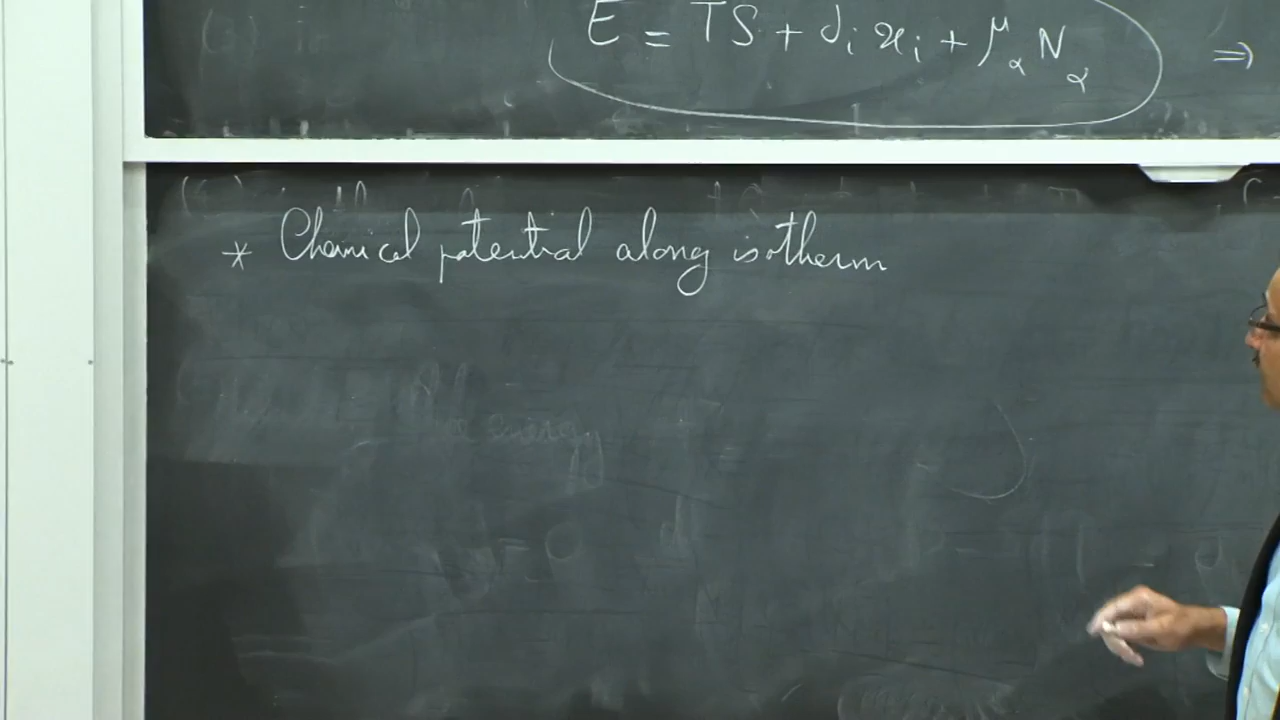 E = TS + J_i x_i + μ_α N_α ⇒
* Chemical potential along isotherm